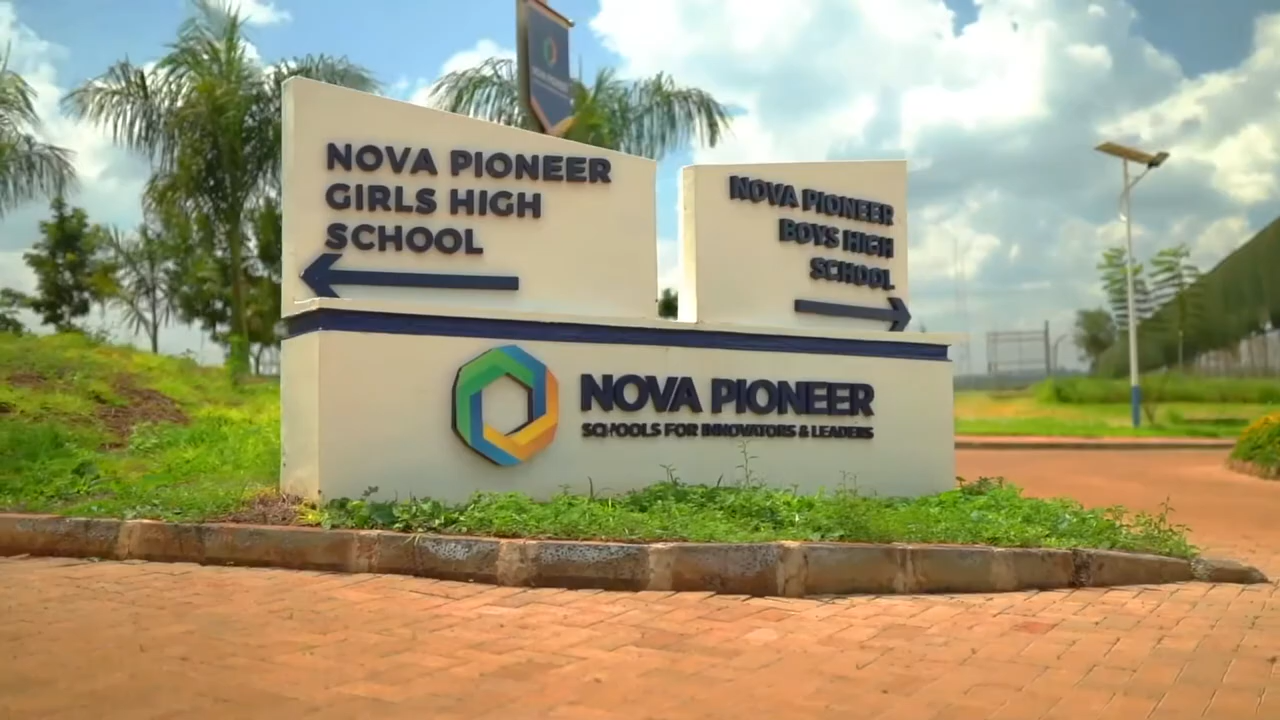 NOVA PIONEER
GIRLS HIGH
SCHOOL
NOVA PIONEER
BOYS HIGH
SCHOOL
NOVA PIONEER
SCHOOLS FOR INNOVATORS & LEADERS